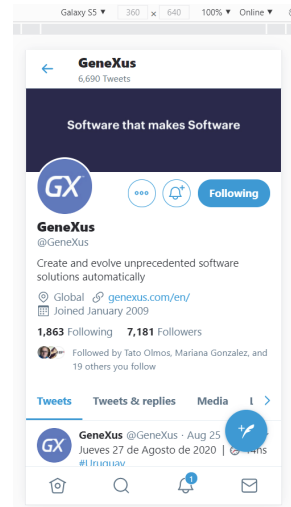 Galaxy S5 ▼ 360 x 640 100% ▼ Online ▼
GeneXus
6,690 Tweets
Software that makes Software
GX
Following
GeneXus
@GeneXus
Create and evolve unprecedented software
solutions automatically
Global genexus.com/en/
Joined January 2009
1,863 Following 7,181 Followers
Followed by Tato Olmos, Mariana Gonzalez, and
19 others you follow
Tweets Tweets & replies Media
GX
GeneXus @GeneXus · Aug 25
Jueves 27 de Agosto de 2020 |
#Uruguay
1